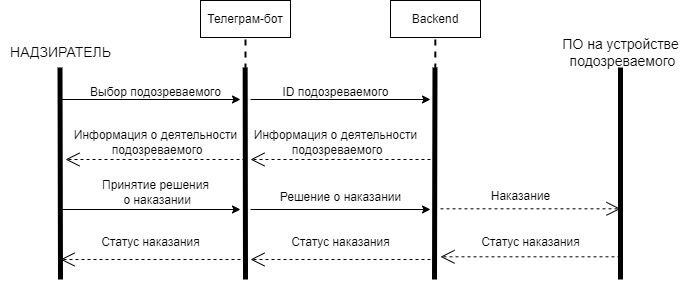 Телеграм-бот
Backend
НАДЗИРАТЕЛЬ
ПО на устройстве
подозреваемого
Выбор подозреваемого
ID подозреваемого
Информация о деятельности
подозреваемого
Информация о деятельности
подозреваемого
Принятие решения
о наказании
Решение о наказании
Наказание
Статус наказания
Статус наказания
Статус наказания